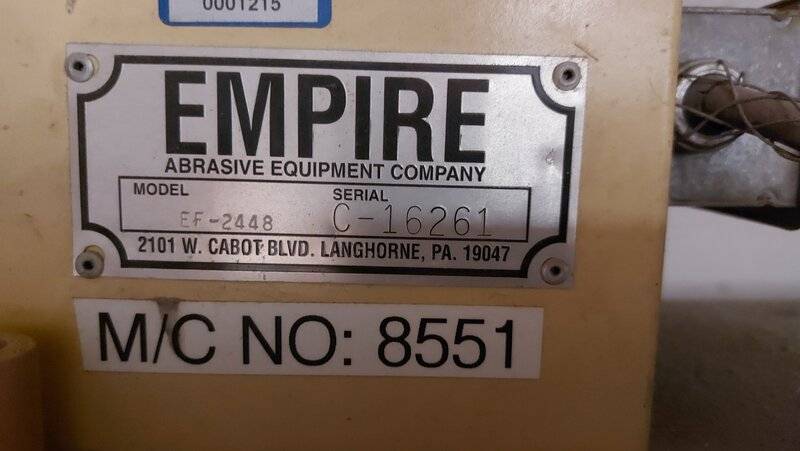 0001215
EMPIRE
ABRASIVE EQUIPMENT COMPANY
MODEL SERIAL
EF-2448 C-16261
2101 W. CABOT BLVD. LANGHORNE, PA. 19047
M/C NO: 8551